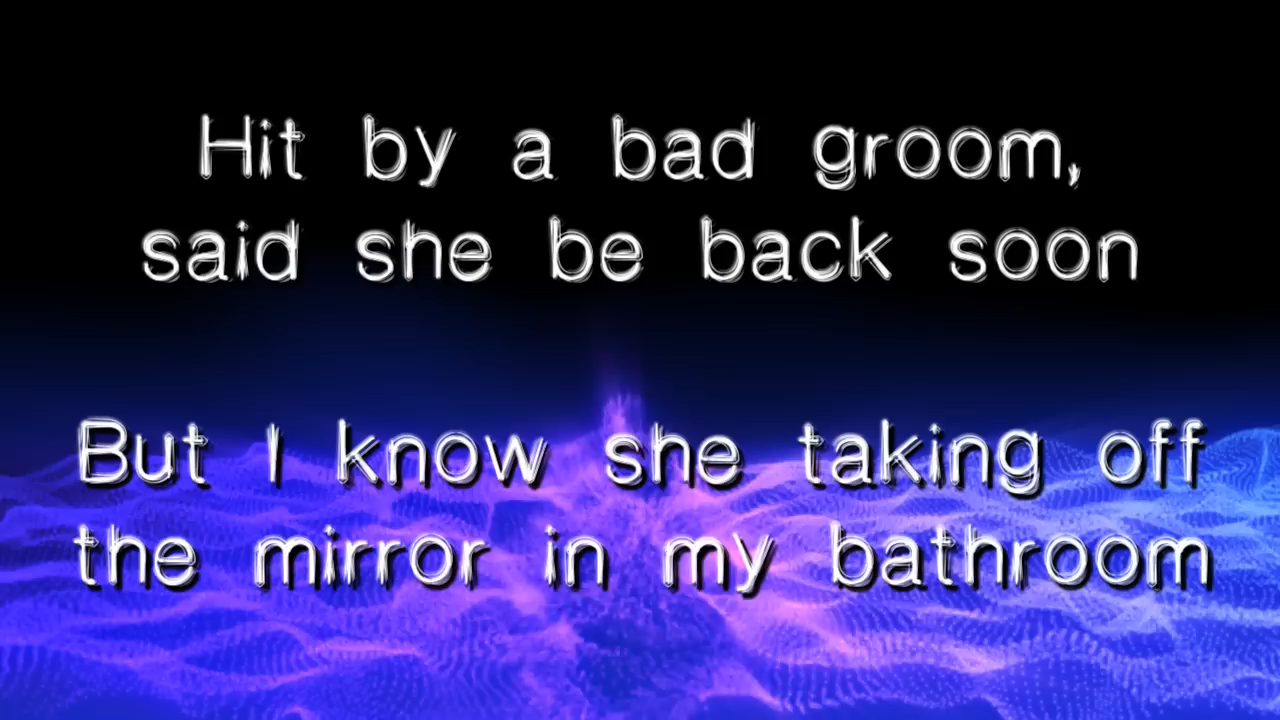 Hit by a bad groom,
said she be back soon
But I know she taking off
the mirror in my bathroom